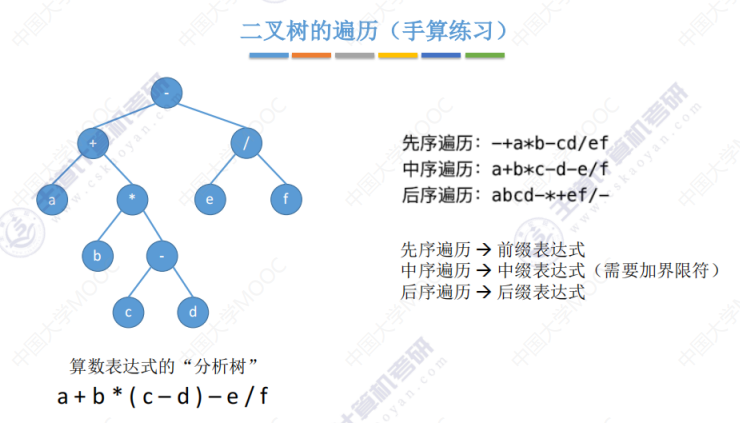 二叉树的遍历（手算练习）
-
+
/
a
*
e
f
b
-
c
d
先序遍历：-+a*b-cd/ef
中序遍历：a+b*c-d-e/f
后序遍历：abcd-*+ef/-
先序遍历→前缀表达式
中序遍历→中缀表达式（需要加界限符）
后序遍历→后缀表达式
算数表达式的“分析树”
a + b * ( c – d ) – e / f
中国大学MOOC
王道计算机考研
www.cskaoyan.com